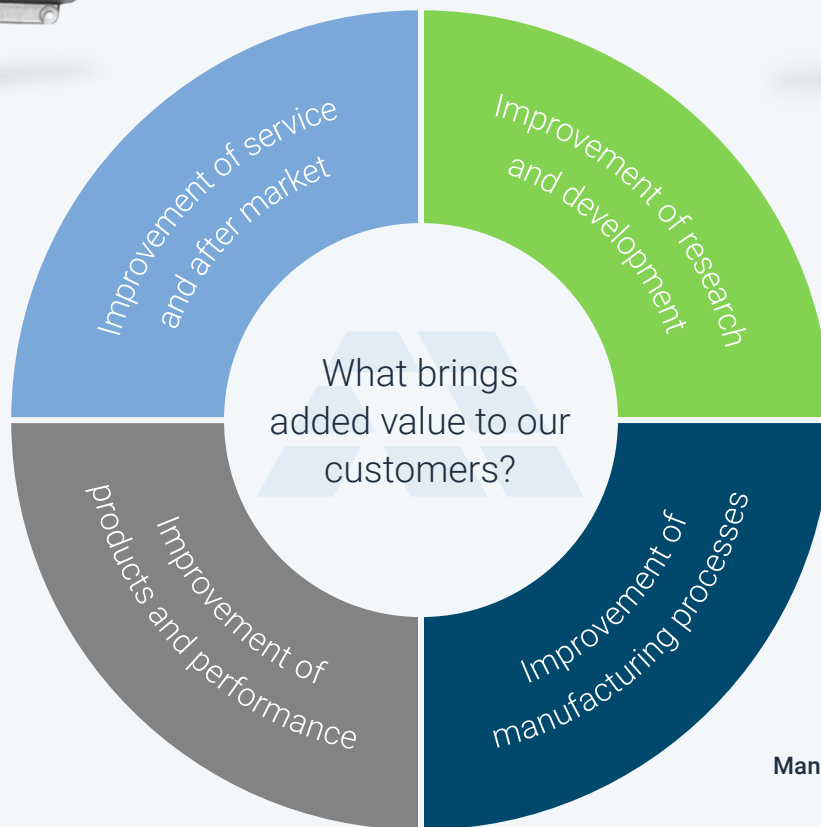 Improvement of service
and after market
Improvement of research
and development
What brings
added value to our
customers?
Improvement of
products and performance
Improvement of
manufacturing processes
Man